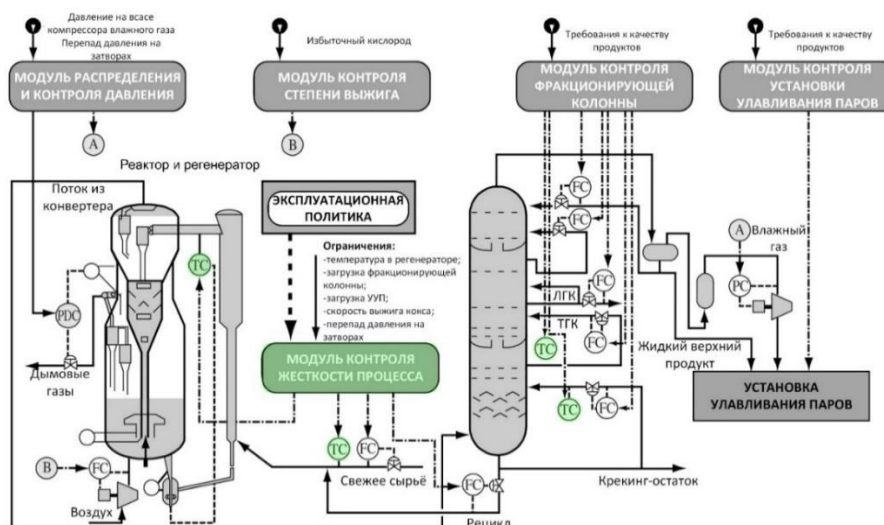 Давление на всасе
компрессора влажного газа
Перепад давления на
затворах
МОДУЛЬ РАСПРЕДЕЛЕНИЯ
И КОНТРОЛЯ ДАВЛЕНИЯ
A
Избыточный кислород
МОДУЛЬ КОНТРОЛЯ
СТЕПЕНИ ВЫЖИГА
B
Требования к качеству
продуктов
МОДУЛЬ КОНТРОЛЯ
ФРАКЦИОНИРУЮЩЕЙ
КОЛОННЫ
Требования к качеству
продуктов
МОДУЛЬ КОНТРОЛЯ
УСТАНОВКИ
УЛАВЛИВАНИЯ ПАРОВ
Реактор и регенератор
Поток из
конвертера
ЭКСПЛУАТАЦИОННАЯ
ПОЛИТИКА
Ограничения:
-температура в регенераторе;
-загрузка фракционирующей
колонны;
-загрузка УУП;
-скорость выжига кокса;
-перепад давления на
затворах
TC
PDC
Дымовые
газы
МОДУЛЬ КОНТРОЛЯ
ЖЕСТКОСТИ ПРОЦЕССА
TC
FC
Свежее сырьё
B
FC
Воздух
FC
Рецикл
FC
FC
FC
ЛГК
ТГК
FC
TC
TC
FC
Крекинг-остаток
A
Влажный
газ
PC
Жидкий верхний
продукт
УСТАНОВКА
УЛАВЛИВАНИЯ ПАРОВ